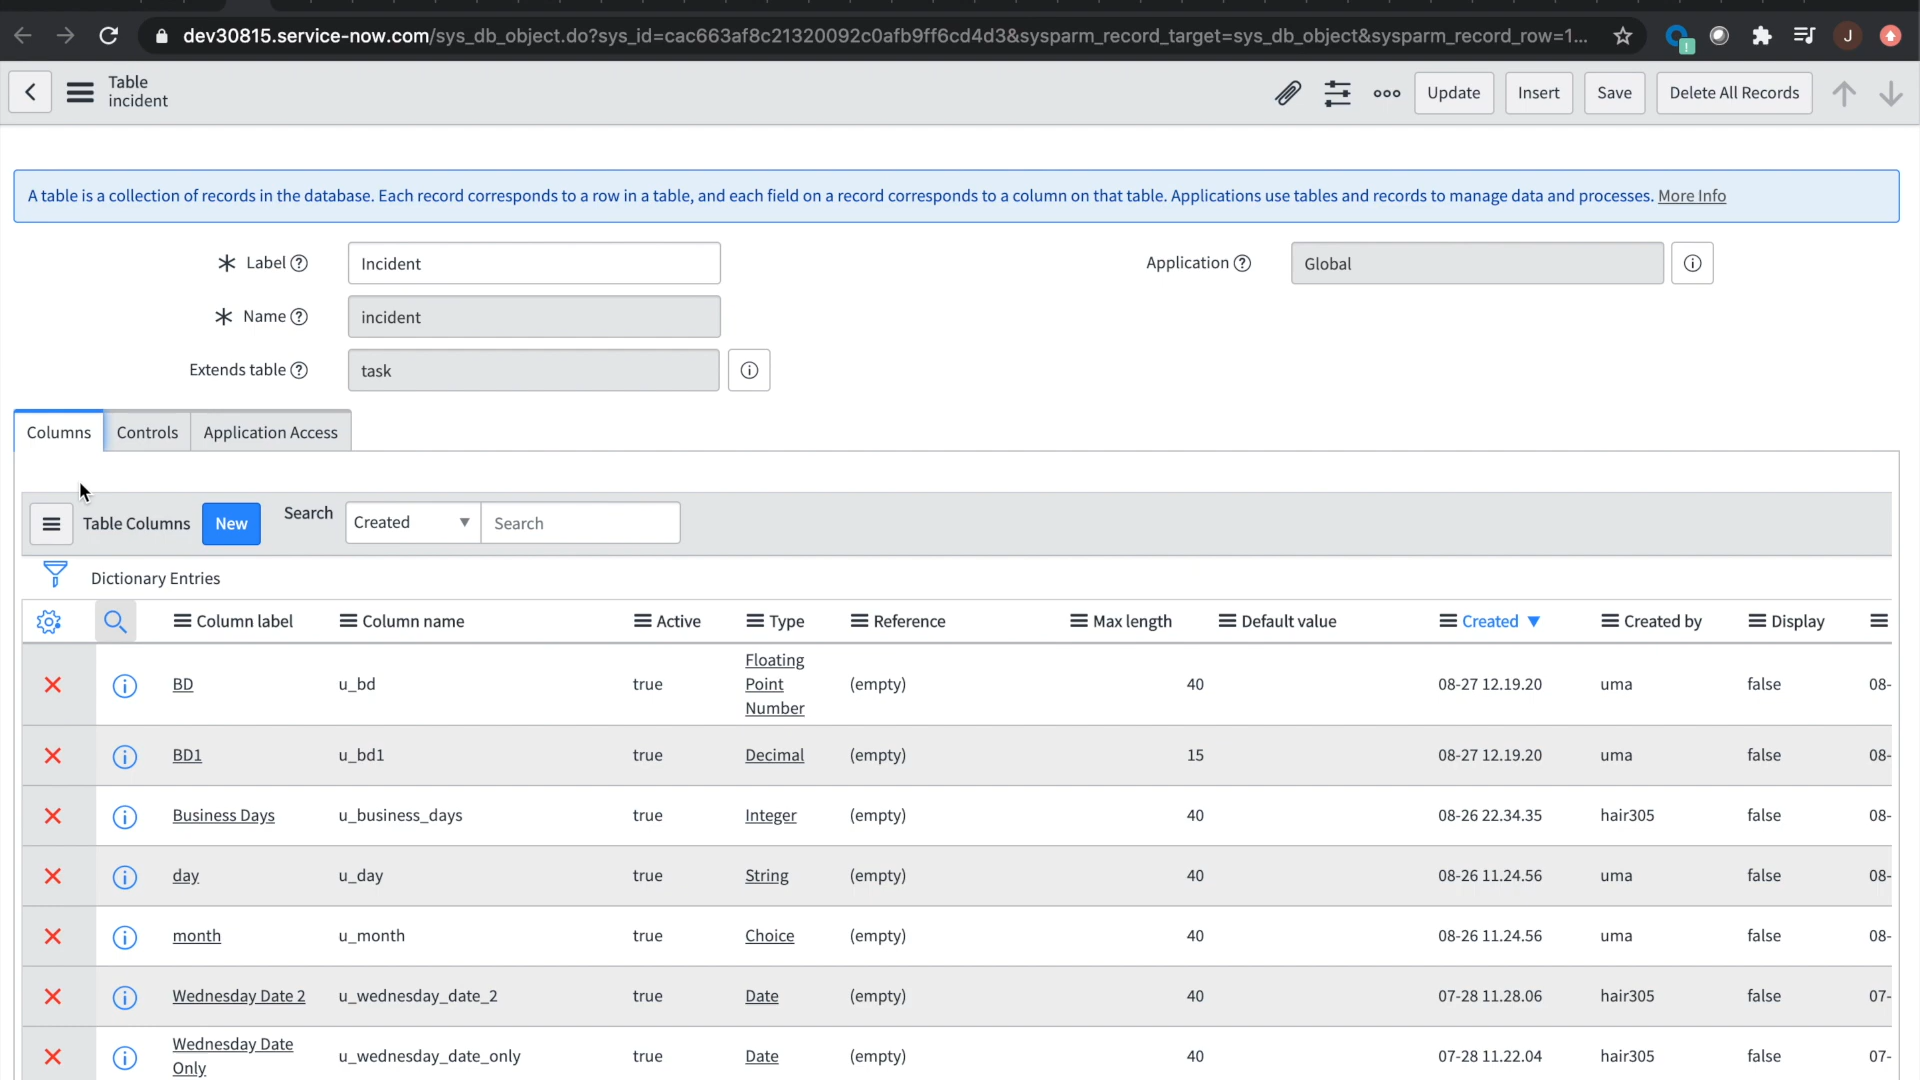 dev30815.service-now.com/sys_db_object.do?sys_id=cac663af8c21320092c0afb9ff6cd4d3&sysparm_record_target=sys_db_object&sysparm_record_row=1... J
Table
incident
Update Insert Save Delete All Records
A table is a collection of records in the database. Each record corresponds to a row in a table, and each field on a record corresponds to a column on that table. Applications use tables and records to manage data and processes. More Info
Label Incident Application Global
Name incident
Extends table task
Columns Controls Application Access
Table Columns New Search Created Search
Dictionary Entries
Column label Column name Active Type Reference Max length Default value Created Created by Display
BD u_bd true Floating Point Number (empty) 40 08-27 12.19.20 uma false 08-
BD1 u_bd1 true Decimal (empty) 15 08-27 12.19.20 uma false 08-
Business Days u_business_days true Integer (empty) 40 08-26 22.34.35 hair305 false 08-
day u_day true String (empty) 40 08-26 11.24.56 uma false 08-
month u_month true Choice (empty) 40 08-26 11.24.56 uma false 08-
Wednesday Date 2 u_wednesday_date_2 true Date (empty) 40 07-28 11.28.06 hair305 false 07-
Wednesday Date Only u_wednesday_date_only true Date (empty) 40 07-28 11.22.04 hair305 false 07-